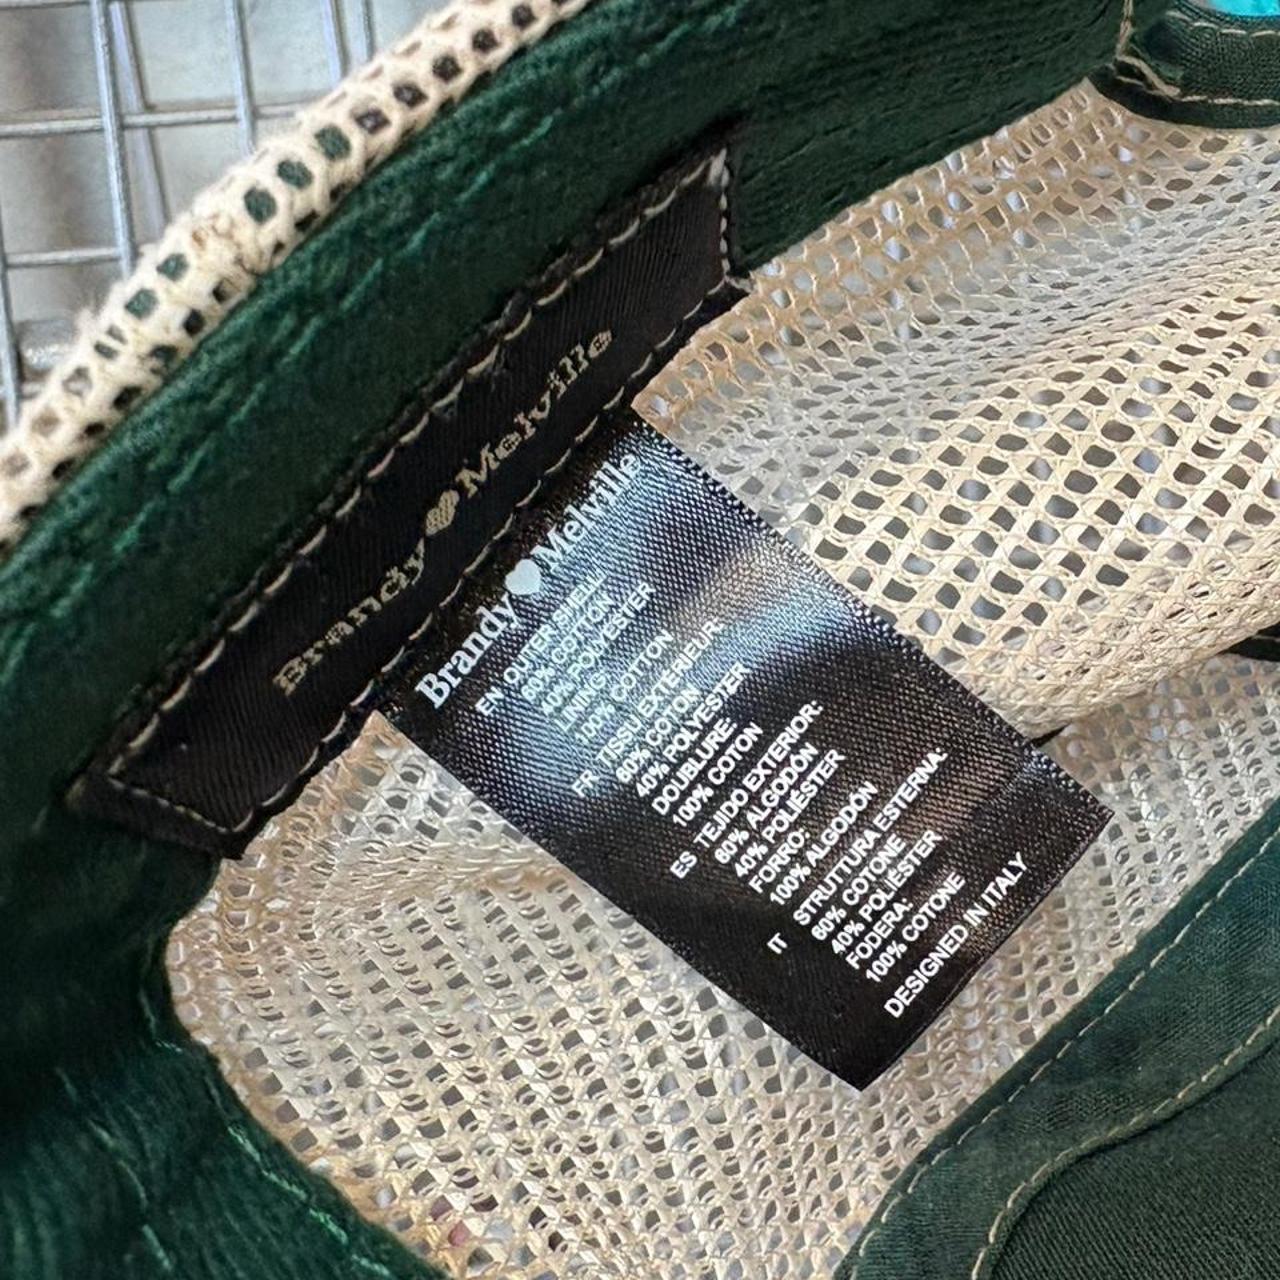 Brandy Melville
Brandy Melville
EN OUTER SHELL
60% COTTON
40% POLYESTER
LINING
100% COTTON
FR TISSU EXTERIEUR
60% COTON
40% POLYESTER
DOUBLURE:
100% COTON
ES TEJIDO EXTERIOR:
60% ALGODÓN
40% POLIÉSTER
FORRO:
100% ALGODÓN
IT STRUTTURA ESTERNA:
60% COTONE
40% POLIÉSTER
FODERA:
100% COTONE
DESIGNED IN ITALY